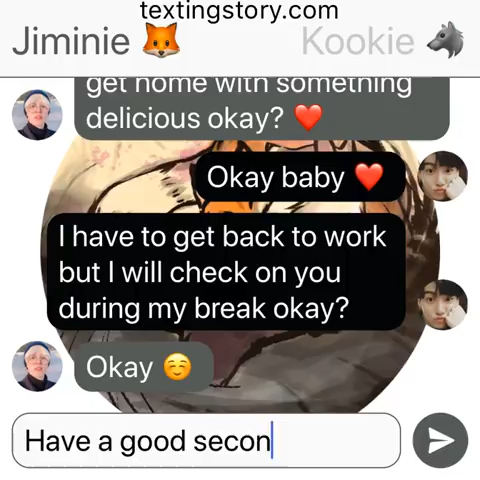 textingstory.com
Jiminie 🦊 Kookie 🐺
get home with something
delicious okay? ❤️
Okay baby ❤️
I have to get back to work
but I will check on you
during my break okay?
Okay ☺️
Have a good secon